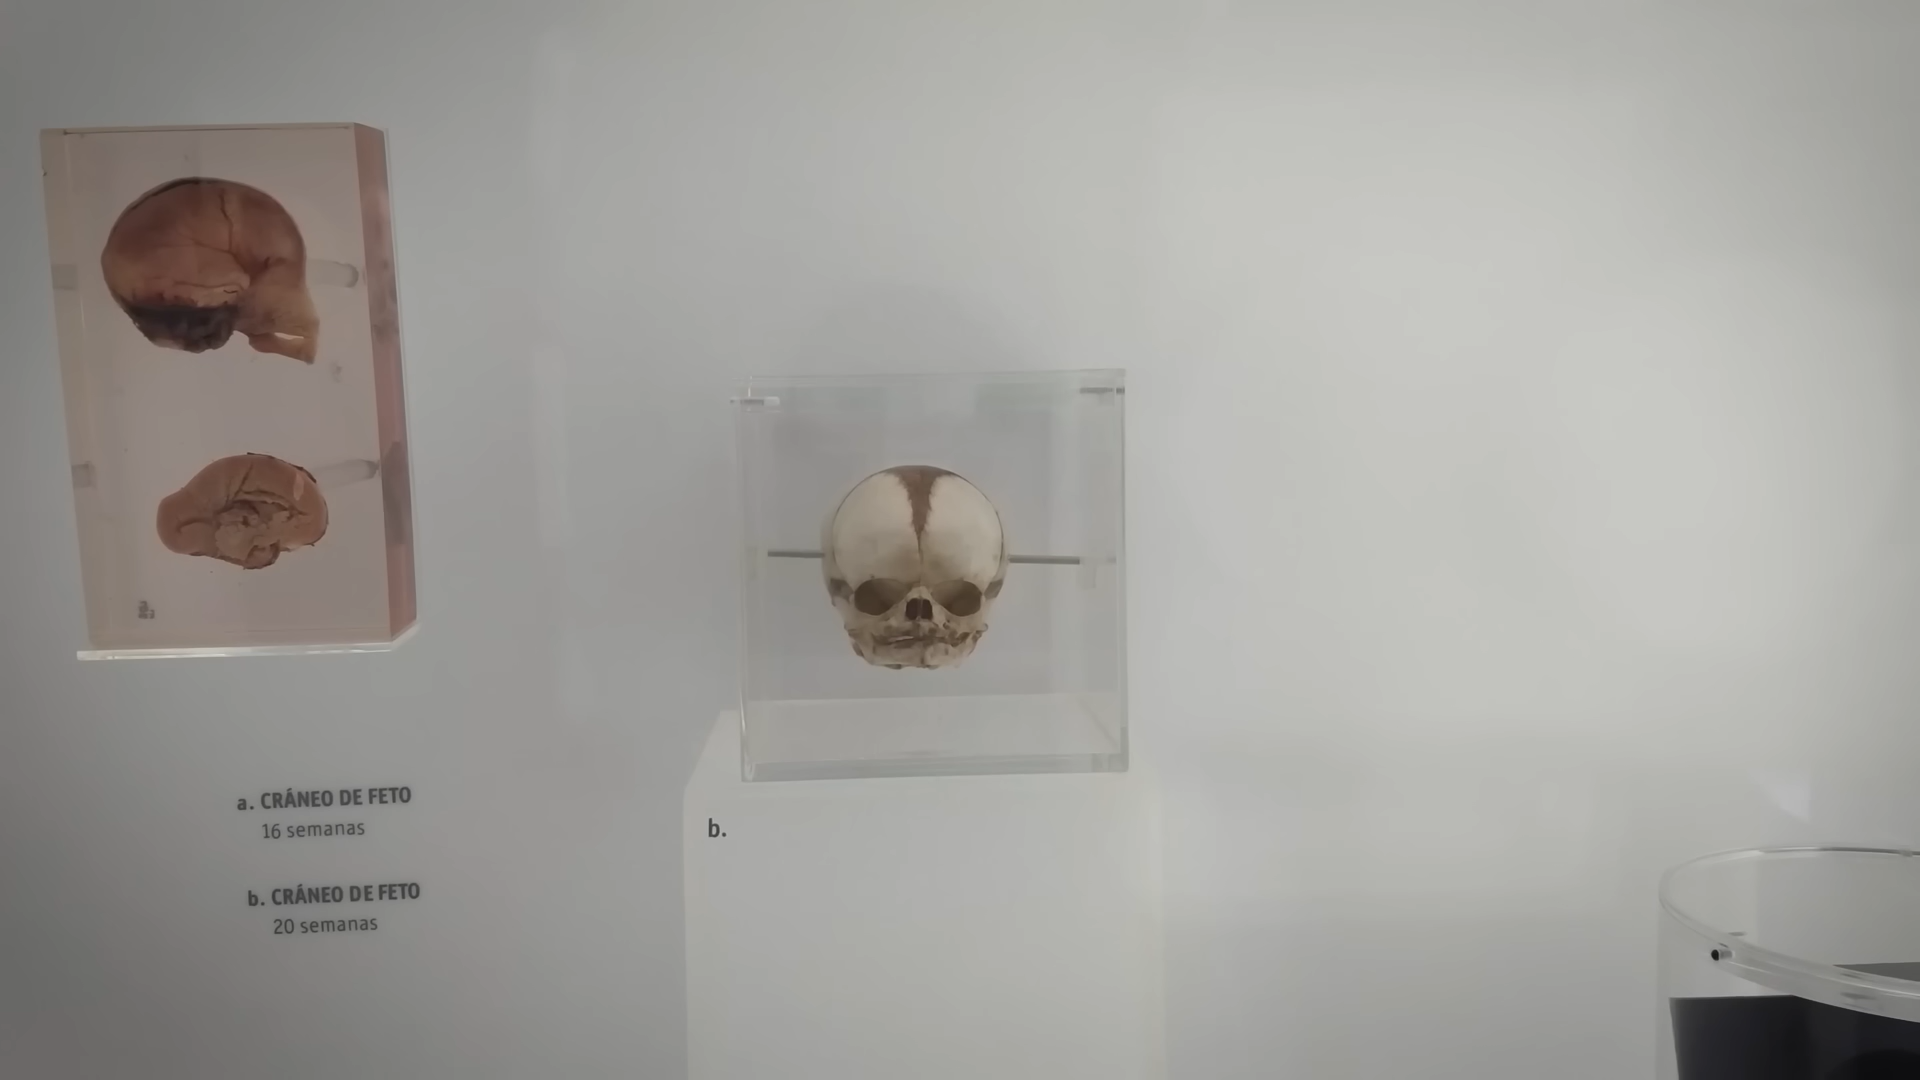 a. CRÁNEO DE FETO
16 semanas
b. CRÁNEO DE FETO
20 semanas
b.